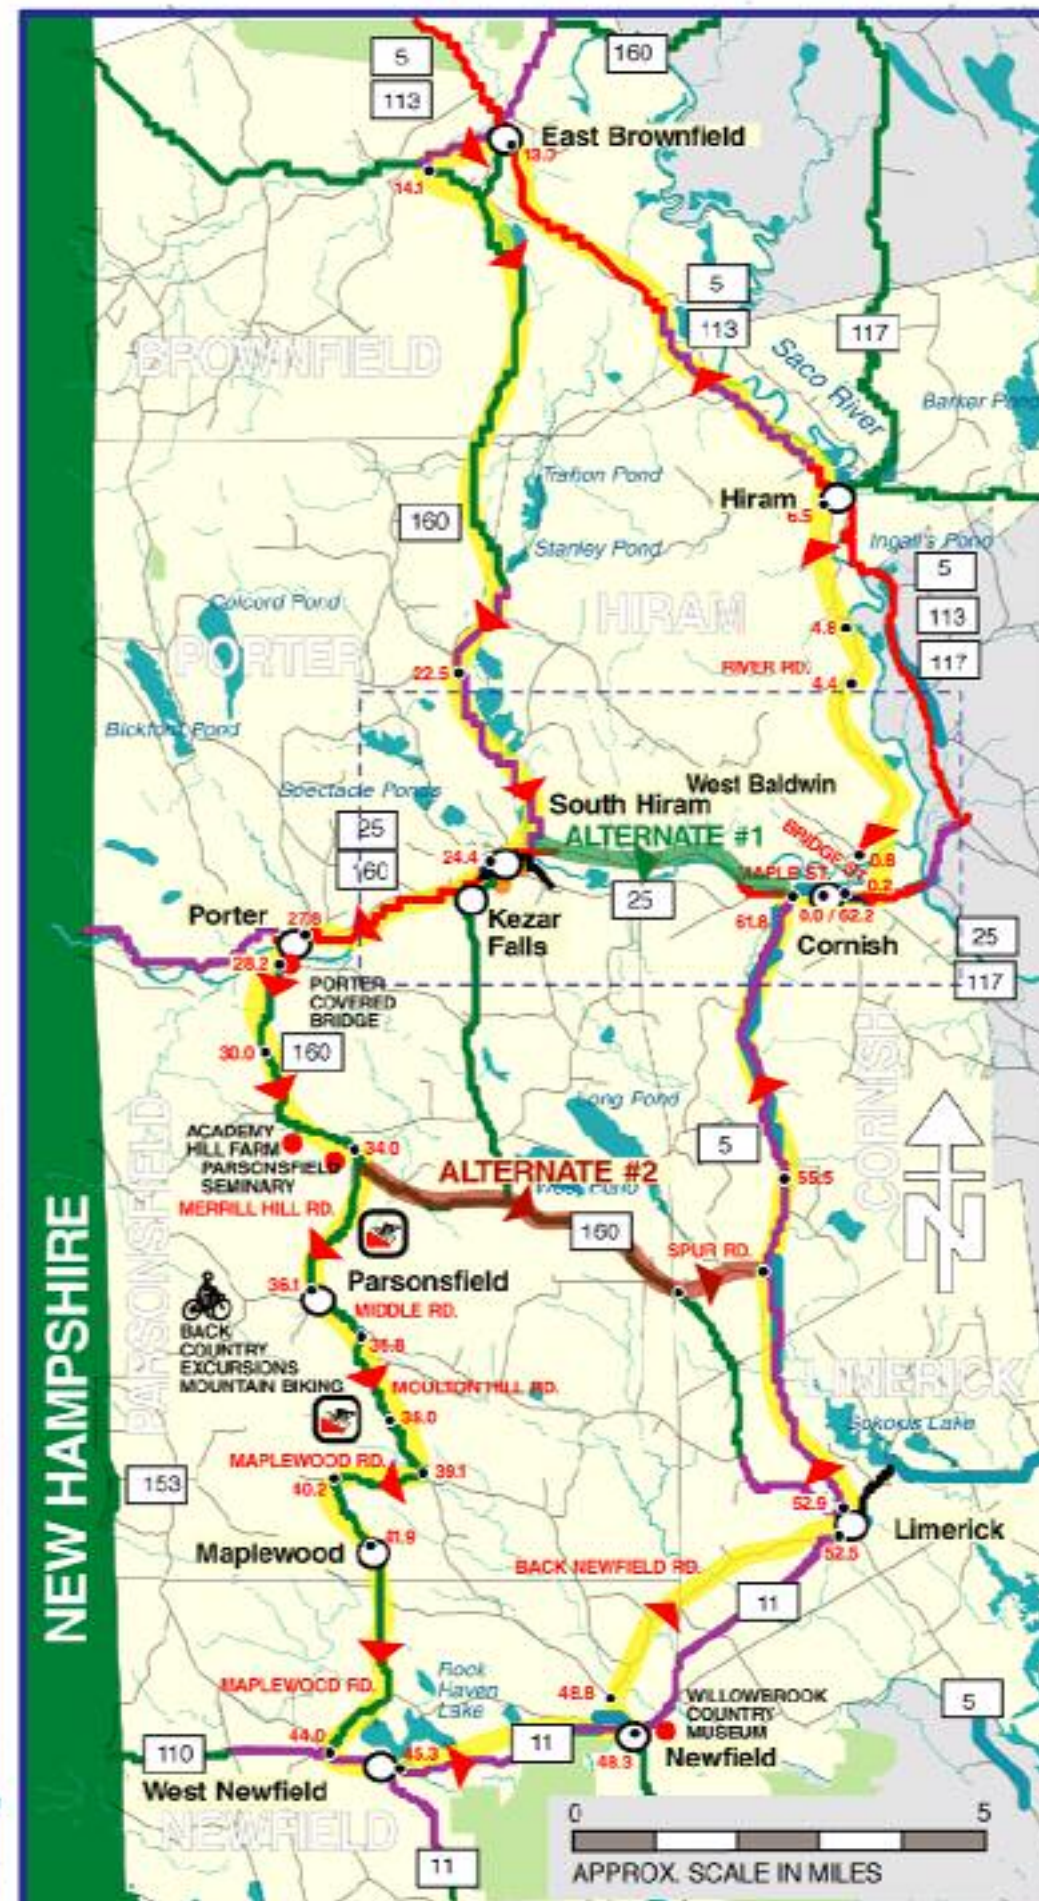 5
113
160
East Brownfield
14.1
5
113
117
Saco River
Barker Pond
BROWNFIELD
Trafton Pond
160
Stanley Pond
Hiram
6.5
Ingall's Pond
5
113
117
Colcord Pond
HIRAM
4.8
PORTER
RIVER RD.
22.5
4.4
Bickford Pond
West Baldwin
Spectacle Ponds
South Hiram
25
160
ALTERNATE #1
BRIDGE ST.
24.4
0.8
MAPLE ST.
0.2
25
Porter
27.8
Kezar
Falls
61.8
0.0 / 62.2
Cornish
25
117
28.2
PORTER
COVERED
BRIDGE
30.0
160
Long Pond
CORNISH
ACADEMY
HILL FARM
34.0
5
PARSONSFIELD
SEMINARY
ALTERNATE #2
West Pond
55.5
MERRILL HILL RD.
PARSONSFIELD
160
SPUR RD.
N
NEW HAMPSHIRE
36.1
Parsonsfield
MIDDLE RD.
BACK
COUNTRY
EXCURSIONS
MOUNTAIN BIKING
MOULTON HILL RD.
LIMERICK
Sokosis Lake
MAPLEWOOD RD.
39.1
153
40.2
52.9
41.9
Limerick
Maplewood
52.5
BACK NEWFIELD RD.
11
MAPLEWOOD RD.
Rock
Haven
Lake
48.8
WILLOWBROOK
COUNTRY
MUSEUM
5
44.0
110
45.3
11
48.3
Newfield
West Newfield
NEWFIELD
11
0 5
APPROX. SCALE IN MILES